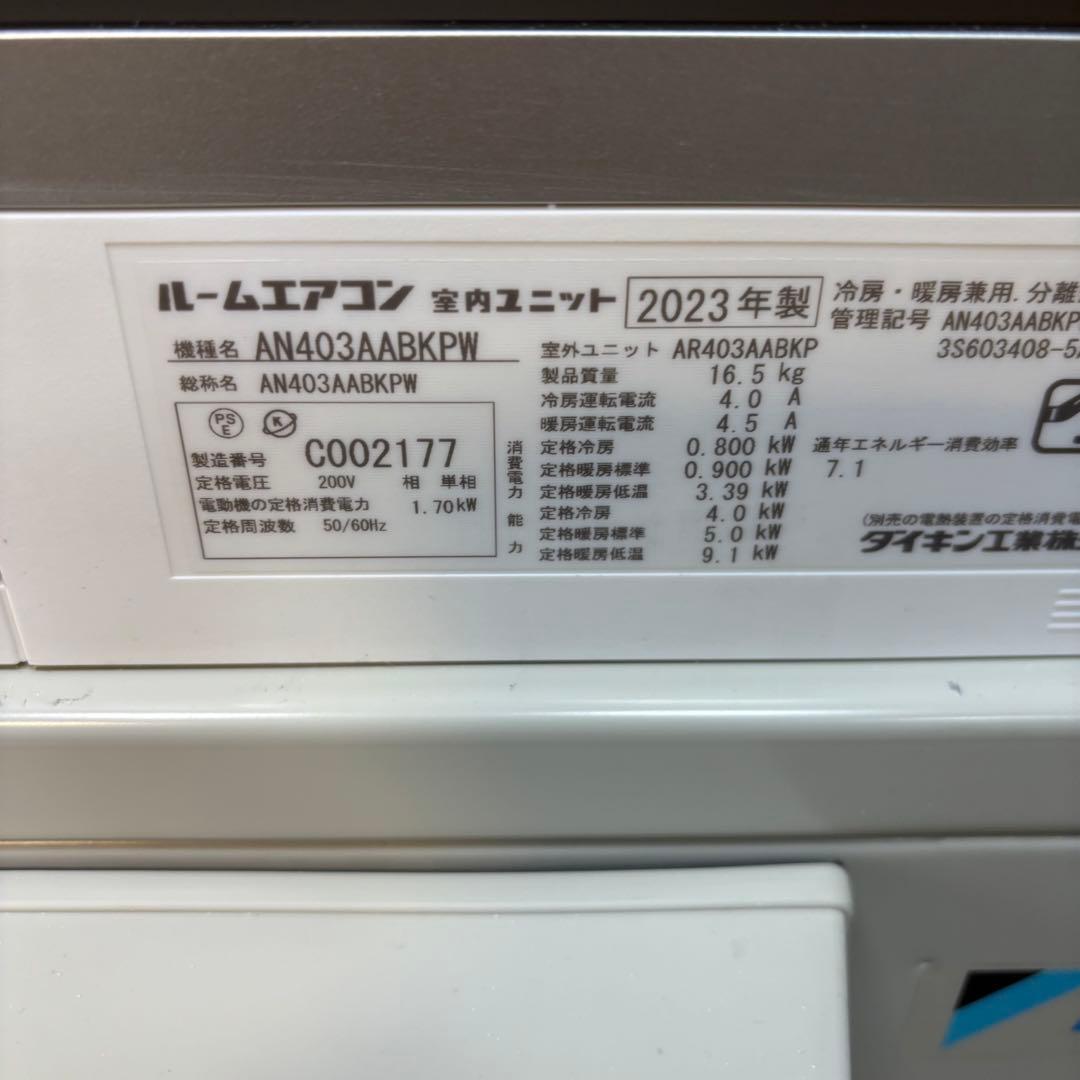 ルームエアコン 室内ユニット 2023年製 冷房・暖房兼用.分離
機種名 AN403AABKPW 室外ユニット AR403AABKP 管理記号 AN403AABKP
総称名 AN403AABKPW 製品質量 16.5 kg 3S603408-5
冷房運転電流 4.0 A
暖房運転電流 4.5 A
PS
E
K
製造番号 C002177
定格電圧 200V 相 単相
電動機の定格消費電力 1.70kW
定格周波数 50/60Hz
消費電力
定格冷房 0.800 kW
定格暖房標準 0.900 kW
定格暖房低温 3.39 kW
能力
定格冷房 4.0 kW
定格暖房標準 5.0 kW
定格暖房低温 9.1 kW
通年エネルギー消費効率
7.1
(別売の電熱装置の定格消費電
ダイキン工業株